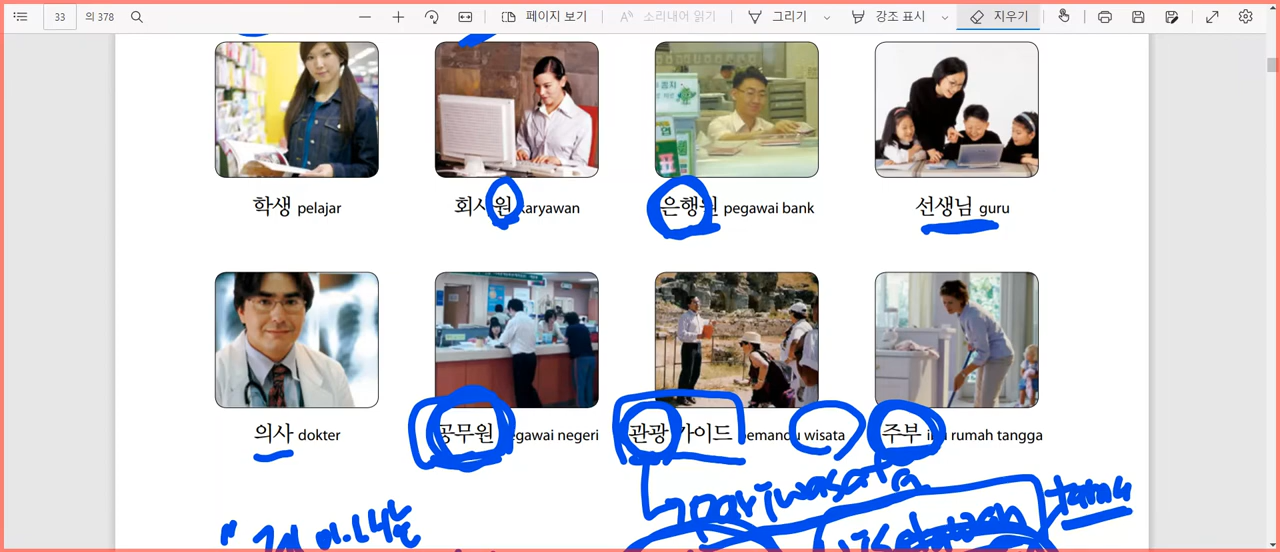 33 의 378 페이지 보기 소리내어 읽기 그리기 강조 표시 지우기
학생 pelajar 회사원 karyawan 은행원 pegawai bank 선생님 guru
의사 dokter 공무원 pegawai negeri 관광 가이드 pemandu wisata 주부 ibu rumah tangga
pariwasata
wisatawan tamu